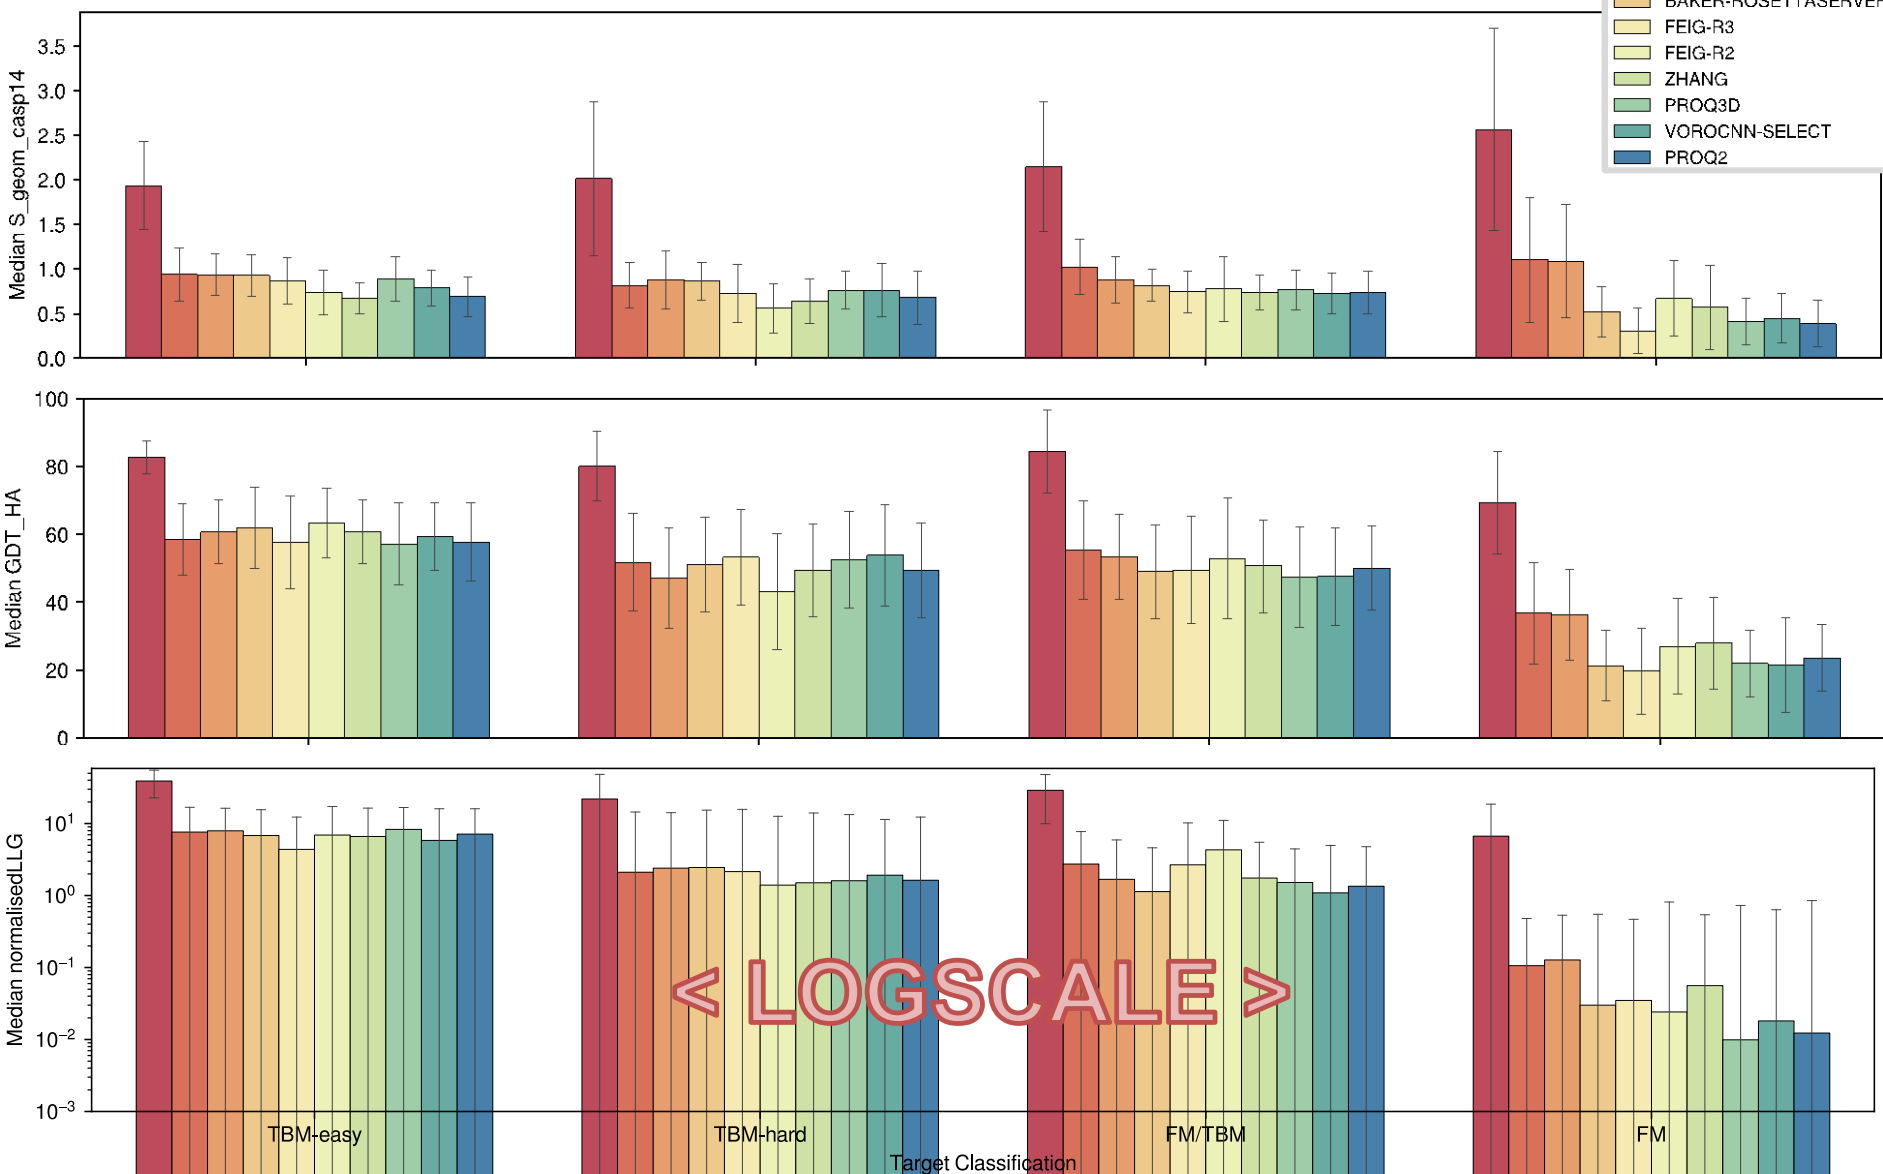 BAKER-ROSETTASERVER
FEIG-R3
FEIG-R2
ZHANG
PROQ3D
VOROCNN-SELECT
PROQ2
Median S_geom_casp14
3.5
3.0
2.5
2.0
1.5
1.0
0.5
0.0
Median GDT_HA
100
80
60
40
20
0
Median normalisedLLG
10¹
10⁰
10⁻¹
10⁻²
10⁻³
< LOGSCALE >
TBM-easy
TBM-hard
FM/TBM
FM
Target Classification